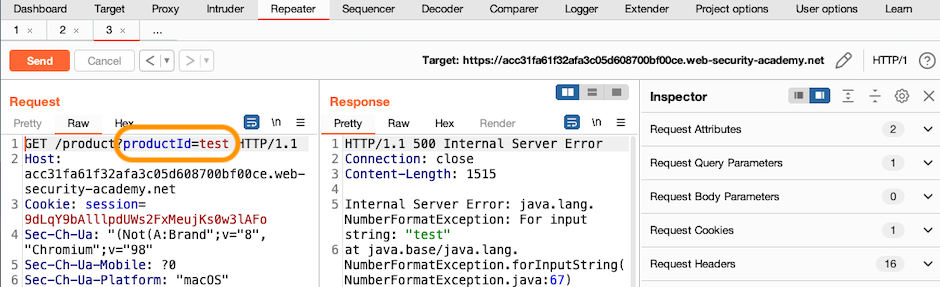 Dashboard Target Proxy Intruder Repeater Sequencer Decoder Comparer Logger Extender Project options User options Learn
1 × 2 × 3 × ...
Send Cancel < > Target: https://acc31fa61f32afa3c05d608700bf00ce.web-security-academy.net HTTP/1 ?
Request
Pretty Raw Hex \n
1 GET /product?productId=test HTTP/1.1
2 Host:
acc31fa61f32afa3c05d608700bf00ce.web-
security-academy.net
3 Cookie: session=
9dLqY9bAlllpdUWs2FxMeujKs0w3lAFo
4 Sec-Ch-Ua: "(Not(A:Brand";v="8",
"Chromium";v="98"
5 Sec-Ch-Ua-Mobile: ?0
6 Sec-Ch-Ua-Platform: "macOS"
Response
Pretty Raw Hex Render \n
1 HTTP/1.1 500 Internal Server Error
2 Connection: close
3 Content-Length: 1515
4
5 Internal Server Error: java.lang.
NumberFormatException: For input
string: "test"
6 at java.base/java.lang.
NumberFormatException.forInputString(
NumberFormatException.java:67)
Inspector
Request Attributes 2
Request Query Parameters 1
Request Body Parameters 0
Request Cookies 1
Request Headers 16